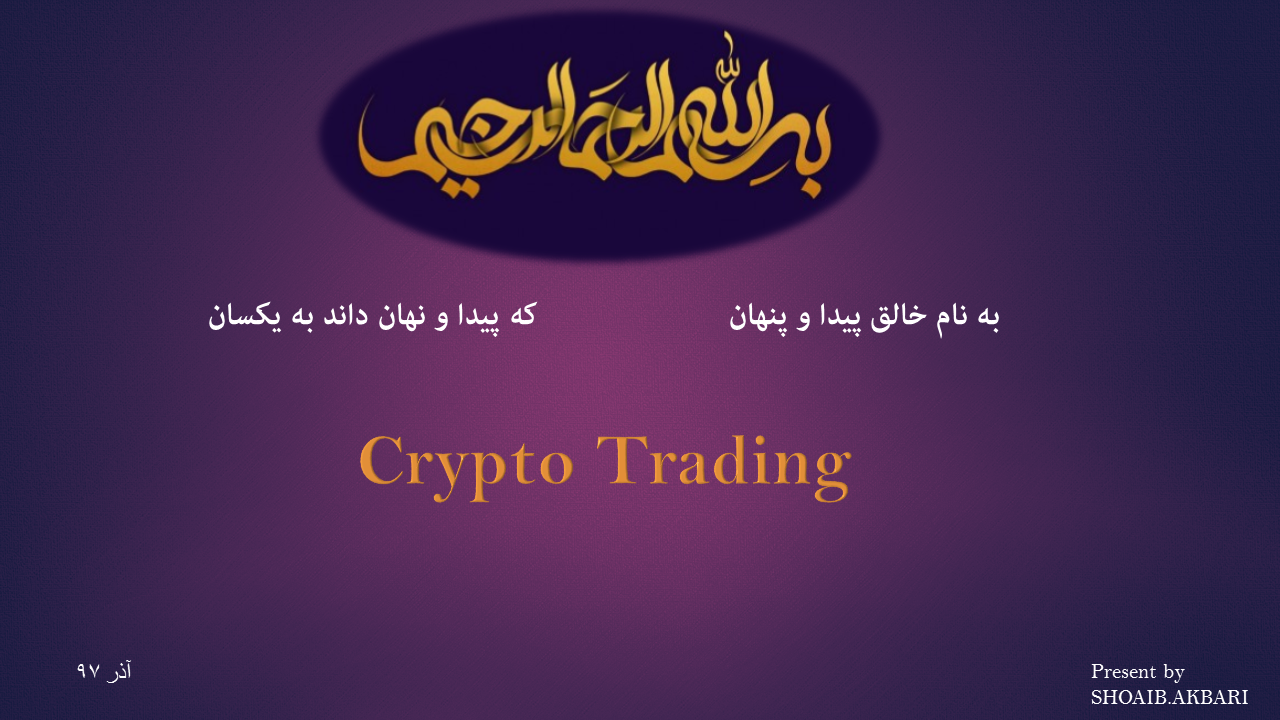 بسم الله الرحمن الرحیم
به نام خالق پیدا و پنهان که پیدا و نهان داند به یکسان
Crypto Trading
آذر ۹۷
Present by
SHOAIB.AKBARI